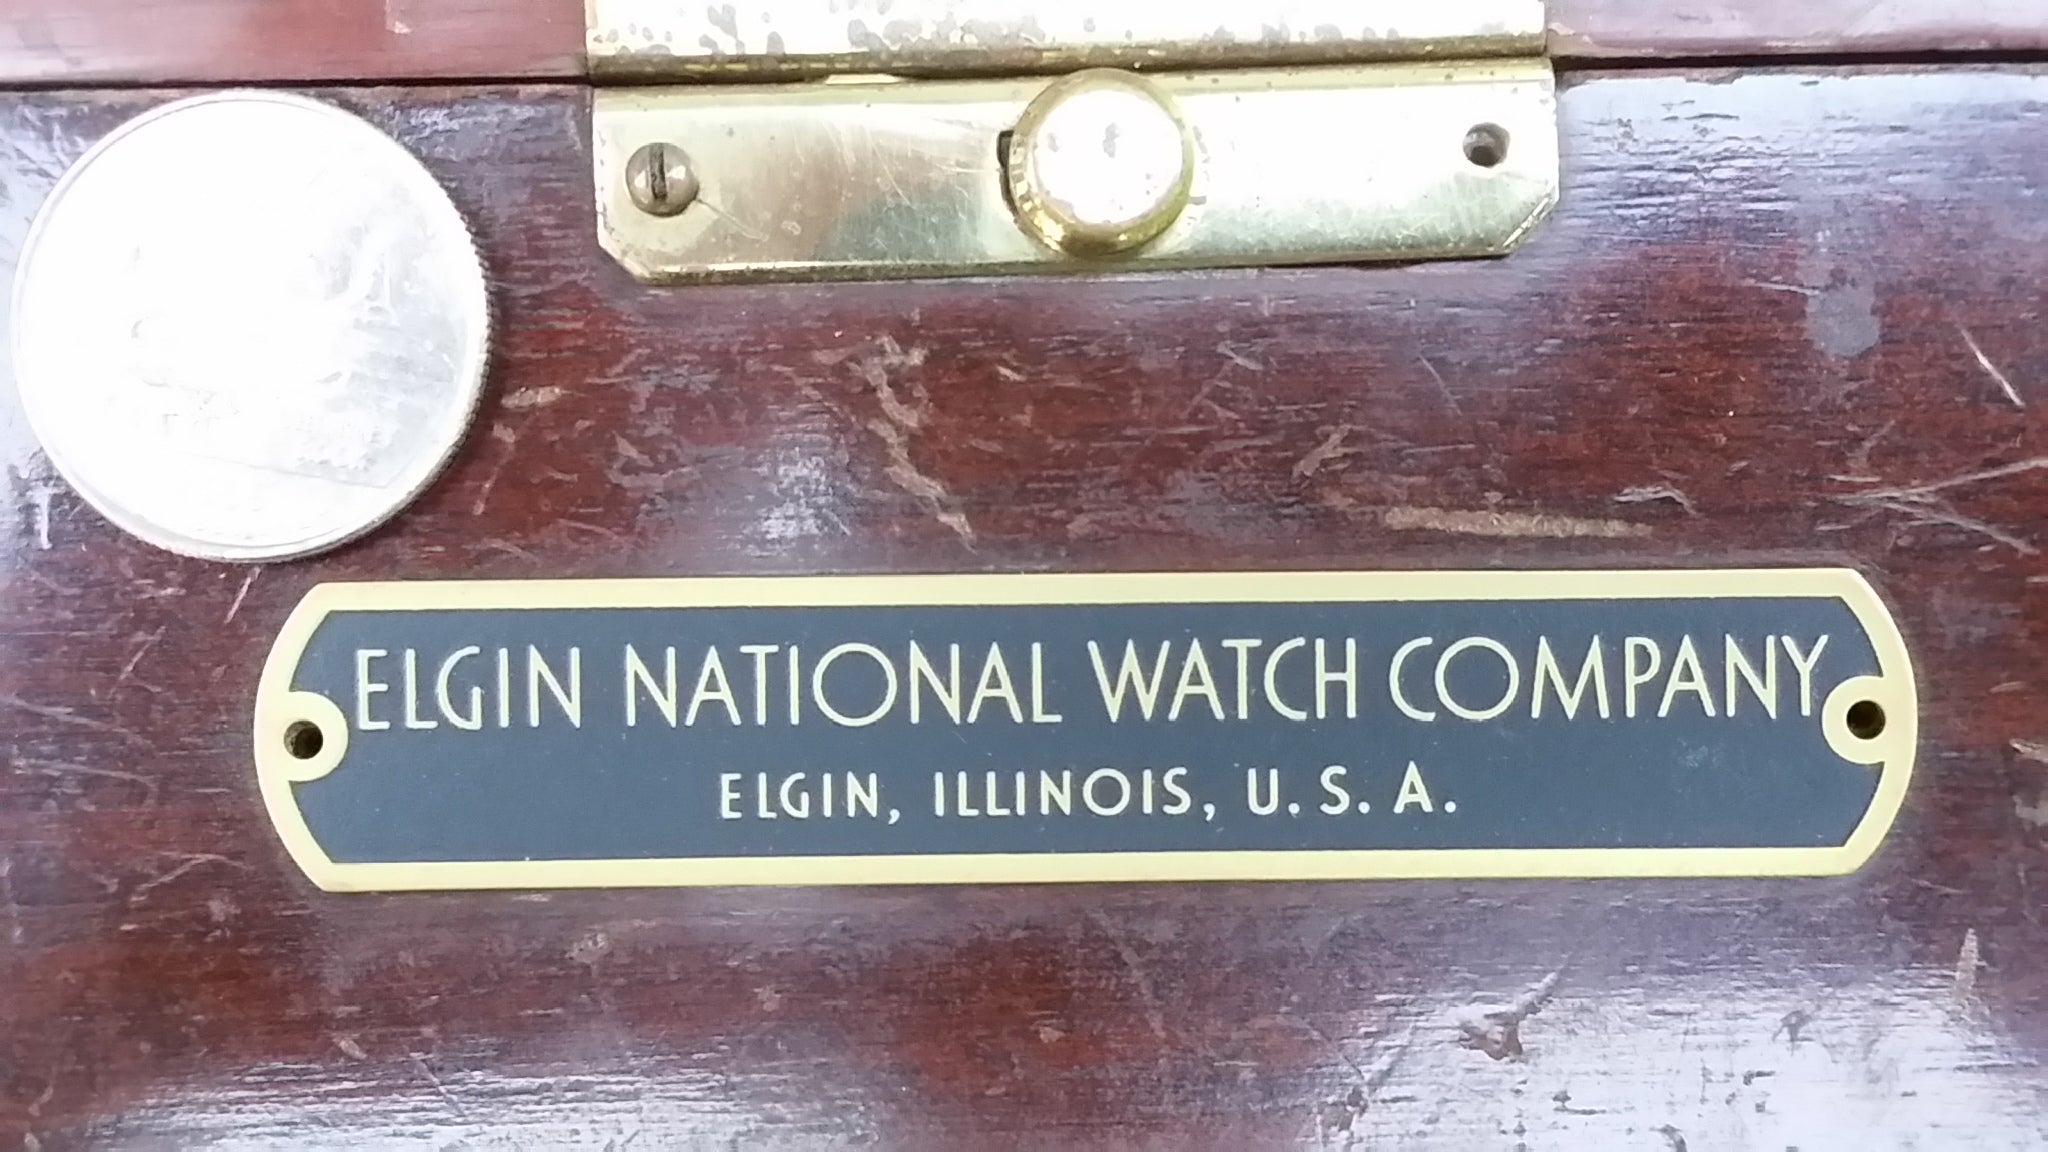 ELGIN NATIONAL WATCH COMPANY
ELGIN, ILLINOIS, U. S. A.